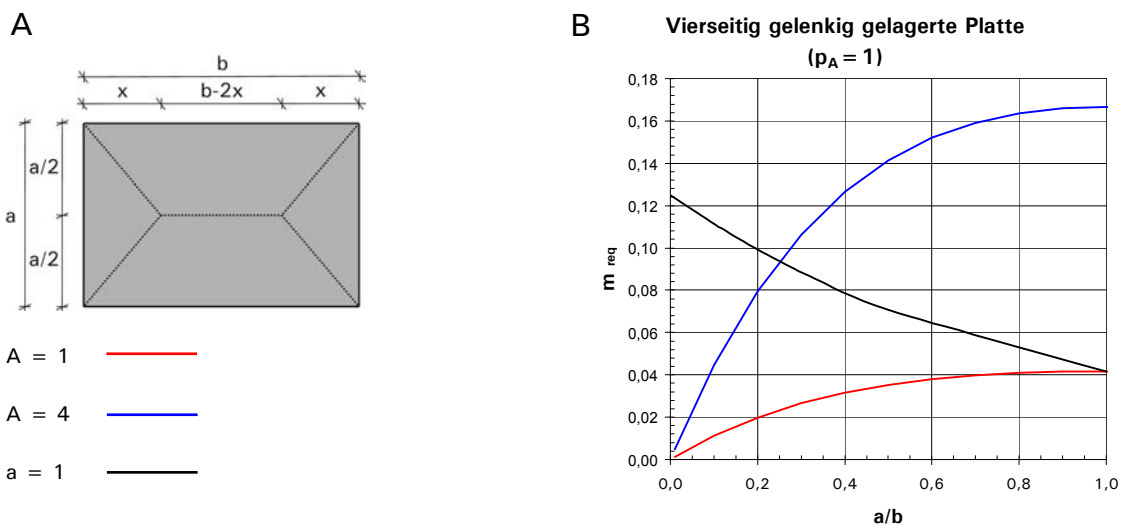 A
b
x
b-2x
x
a/2
a
a/2
A = 1
A = 4
a = 1
B
Vierseitig gelenkig gelagerte Platte
(pA = 1)
0,18
0,16
0,14
0,12
0,10
0,08
0,06
0,04
0,02
0,00
m req
0,0
0,2
0,4
0,6
0,8
1,0
a/b